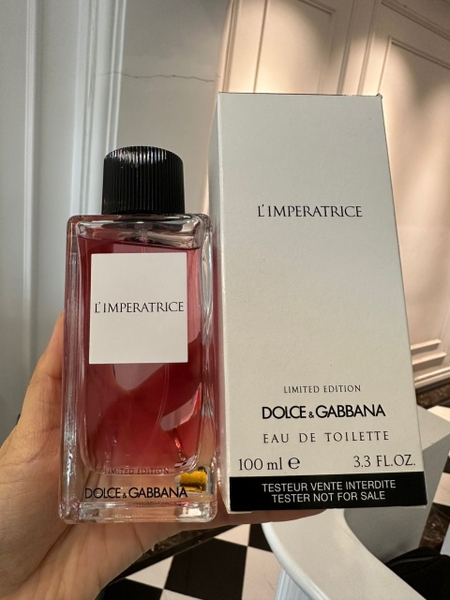 L'IMPERATRICE
LIMITED EDITION
DOLCE & GABBANA
L'IMPERATRICE
LIMITED EDITION
DOLCE & GABBANA
EAU DE TOILETTE
100 ml e 3.3 FL.OZ.
TESTEUR VENTE INTERDITE
TESTER NOT FOR SALE